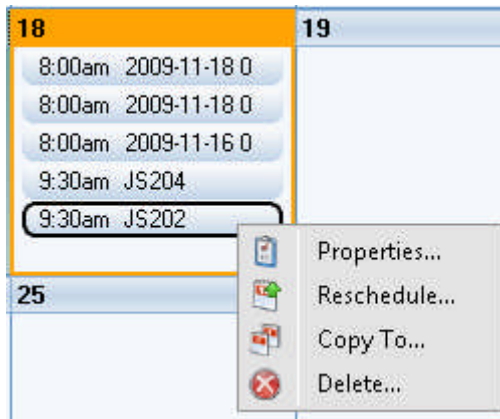 18
19
8:00am 2009-11-18 0
8:00am 2009-11-18 0
8:00am 2009-11-16 0
9:30am JS204
9:30am JS202
Properties...
25
Reschedule...
Copy To...
Delete...